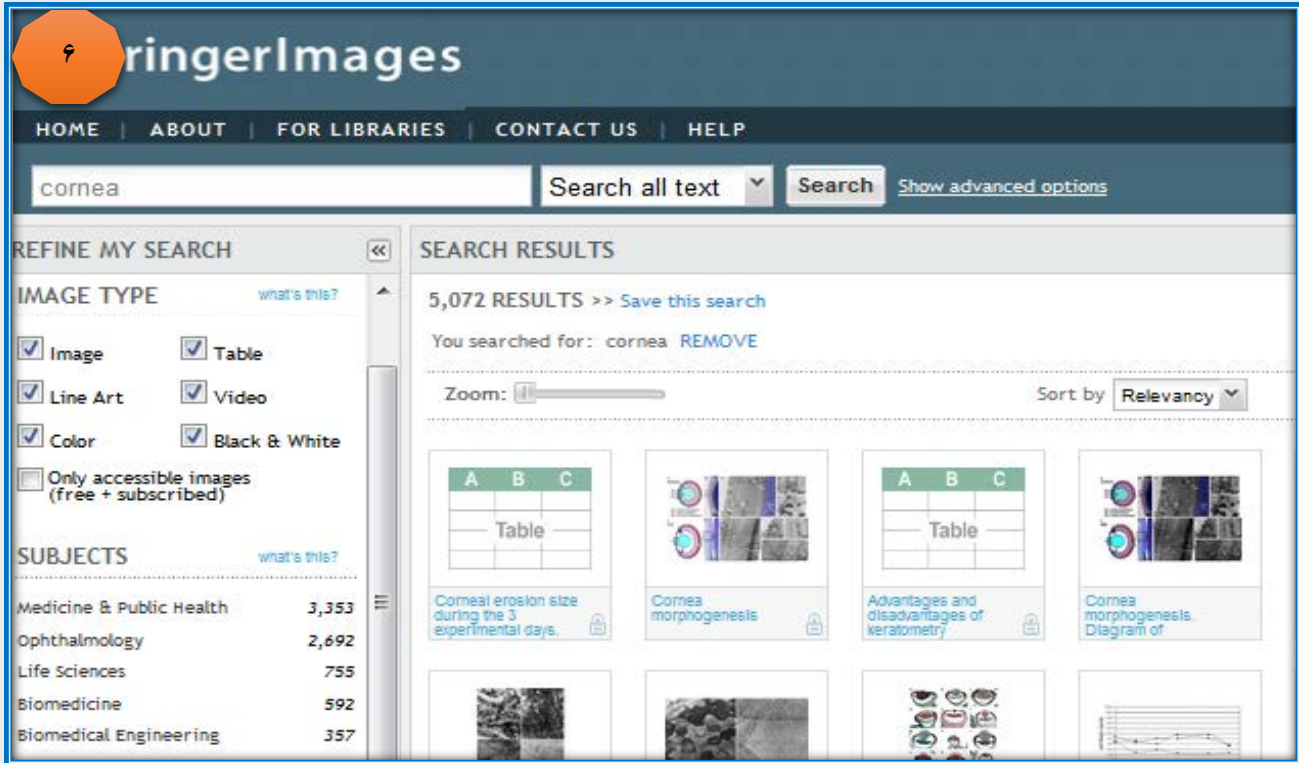 ۶
ringerImages
HOME | ABOUT | FOR LIBRARIES | CONTACT US | HELP
cornea Search all text Search Show advanced options
REFINE MY SEARCH
IMAGE TYPE what's this?
Image Table
Line Art Video
Color Black & White
Only accessible images
(free + subscribed)
SUBJECTS what's this?
Medicine & Public Health 3,353
Ophthalmology 2,692
Life Sciences 755
Biomedicine 592
Biomedical Engineering 357
SEARCH RESULTS
5,072 RESULTS >> Save this search
You searched for: cornea REMOVE
Zoom: Sort by Relevancy
A B C
Table
Corneal erosion size
during the 3
experimental days.
Cornea
morphogenesis
A B C
Table
Advantages and
disadvantages of
keratometry
Cornea
morphogenesis.
Diagram of